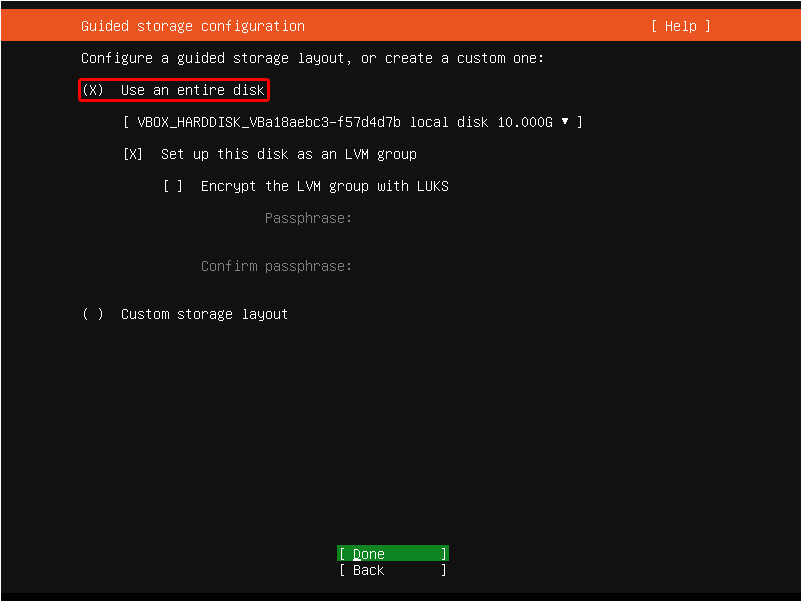 Guided storage configuration [ Help ]
Configure a guided storage layout, or create a custom one:
(X) Use an entire disk
[ VBOX_HARDDISK_VBa18aebc3-f57d4d7b local disk 10.000G ▾ ]
[X] Set up this disk as an LVM group
[ ] Encrypt the LVM group with LUKS
Passphrase:
Confirm passphrase:
( ) Custom storage layout
[ Done ]
[ Back ]